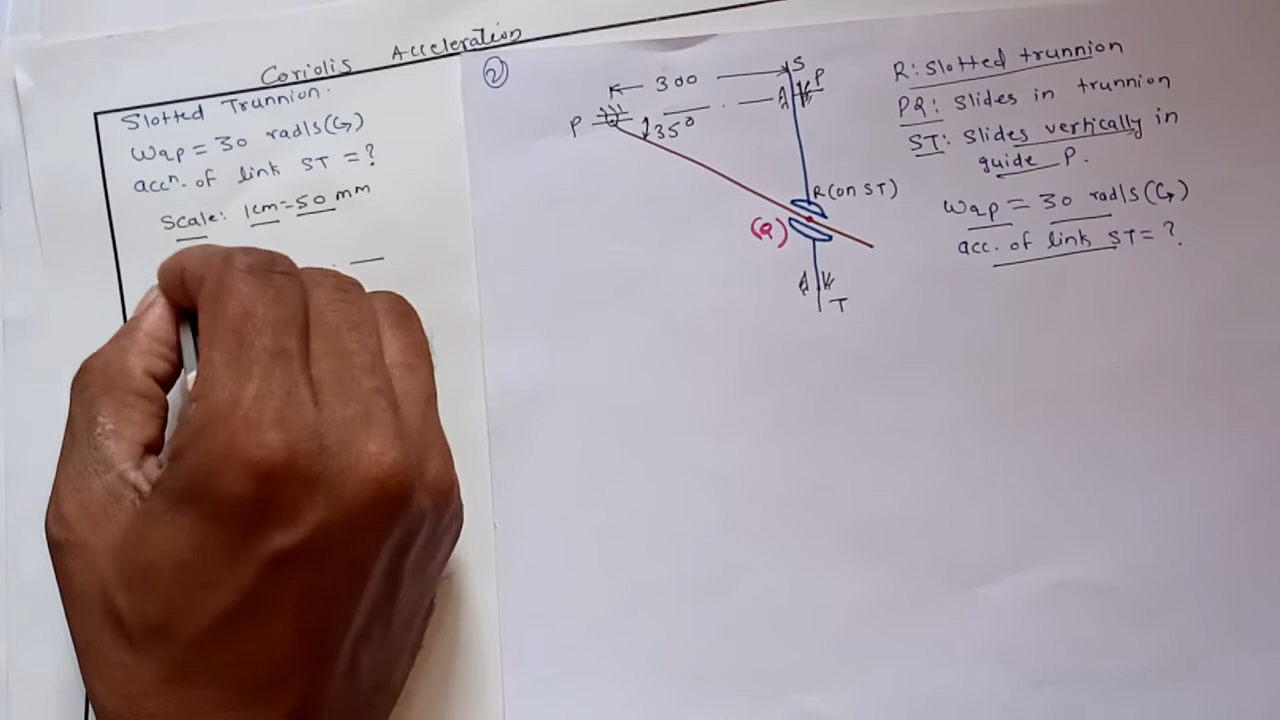 Coriolis Acceleration
Slotted Trunnion.
ωqp = 30 rad/s (↺)
accⁿ. of link ST = ?
Scale: 1cm = 50 mm
2
300
S
P
P
35°
R (on ST)
(Q)
T
R: Slotted trunnion
PQ: Slides in trunnion
ST: Slides vertically in
guide P.
ωqp = 30 rad/s (↺)
acc. of link ST = ?